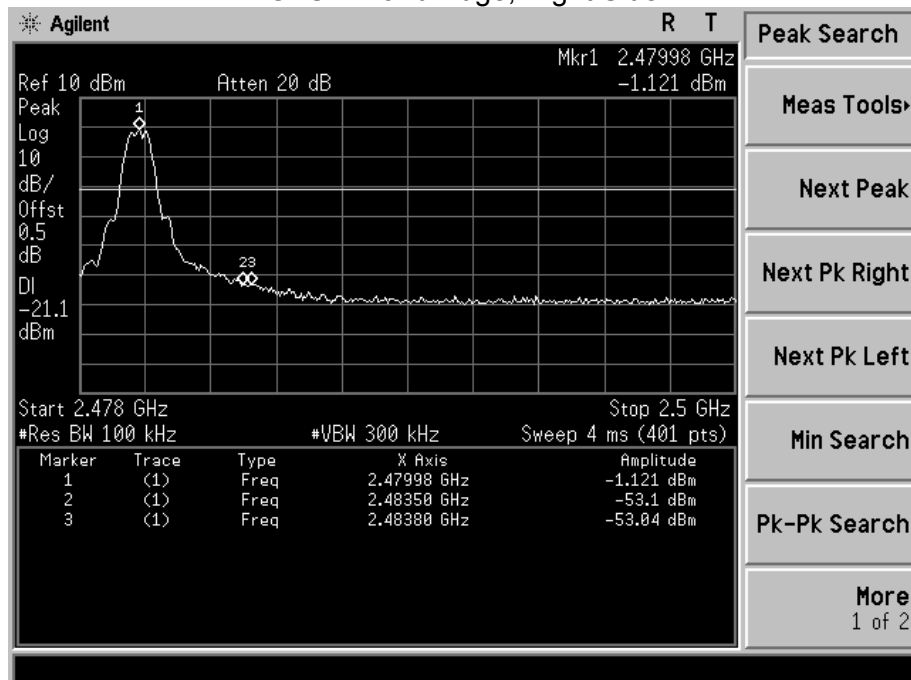 Agilent R T
Mkr1 2.47998 GHz
Ref 10 dBm Atten 20 dB -1.121 dBm
Peak
Log
10
dB/
Offst
0.5
dB
DI
-21.1
dBm
1
23
Start 2.478 GHz Stop 2.5 GHz
#Res BW 100 kHz #VBW 300 kHz Sweep 4 ms (401 pts)
Marker Trace Type X Axis Amplitude
1 (1) Freq 2.47998 GHz -1.121 dBm
2 (1) Freq 2.48350 GHz -53.1 dBm
3 (1) Freq 2.48380 GHz -53.04 dBm
Peak Search
Meas Tools
Next Peak
Next Pk Right
Next Pk Left
Min Search
Pk-Pk Search
More
1 of 2